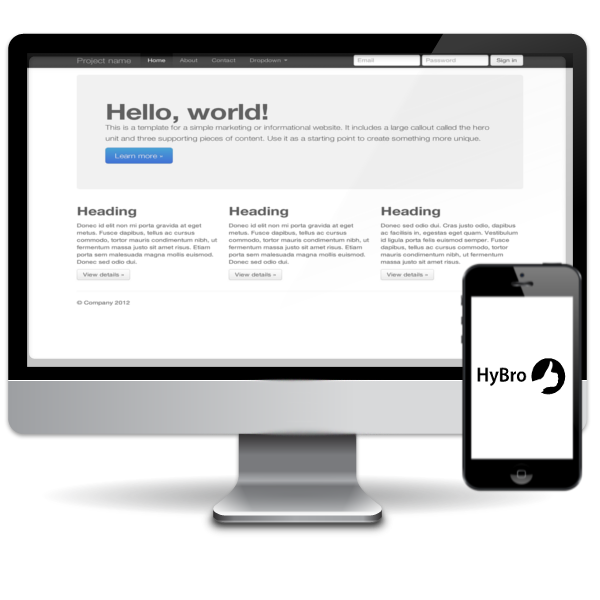 Project name Home About Contact Dropdown Email Password Sign in
Hello, world!
This is a template for a simple marketing or informational website. It includes a large callout called the hero
unit and three supporting pieces of content. Use it as a starting point to create something more unique.
Learn more »
Heading
Donec id elit non mi porta gravida at eget
metus. Fusce dapibus, tellus ac cursus
commodo, tortor mauris condimentum nibh, ut
fermentum massa justo sit amet risus. Etiam
porta sem malesuada magna mollis euismod.
Donec sed odio dui.
View details »
Heading
Donec id elit non mi porta gravida at eget
metus. Fusce dapibus, tellus ac cursus
commodo, tortor mauris condimentum nibh, ut
fermentum massa justo sit amet risus. Etiam
porta sem malesuada magna mollis euismod.
Donec sed odio dui.
View details »
Heading
Donec sed odio dui. Cras justo odio, dapibus
ac facilisis in, egestas eget quam. Vestibulum
id ligula porta felis euismod semper. Fusce
dapibus, tellus ac cursus commodo, tortor
mauris condimentum nibh, ut fermentum
massa justo sit amet risus.
View details »
© Company 2012
HyBro